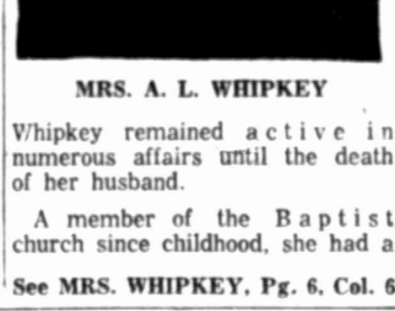 MRS. A. L. WHIPKEY
Whipkey remained active in
numerous affairs until the death
of her husband.
A member of the Baptist
church since childhood, she had a
See MRS. WHIPKEY, Pg. 6, Col. 6